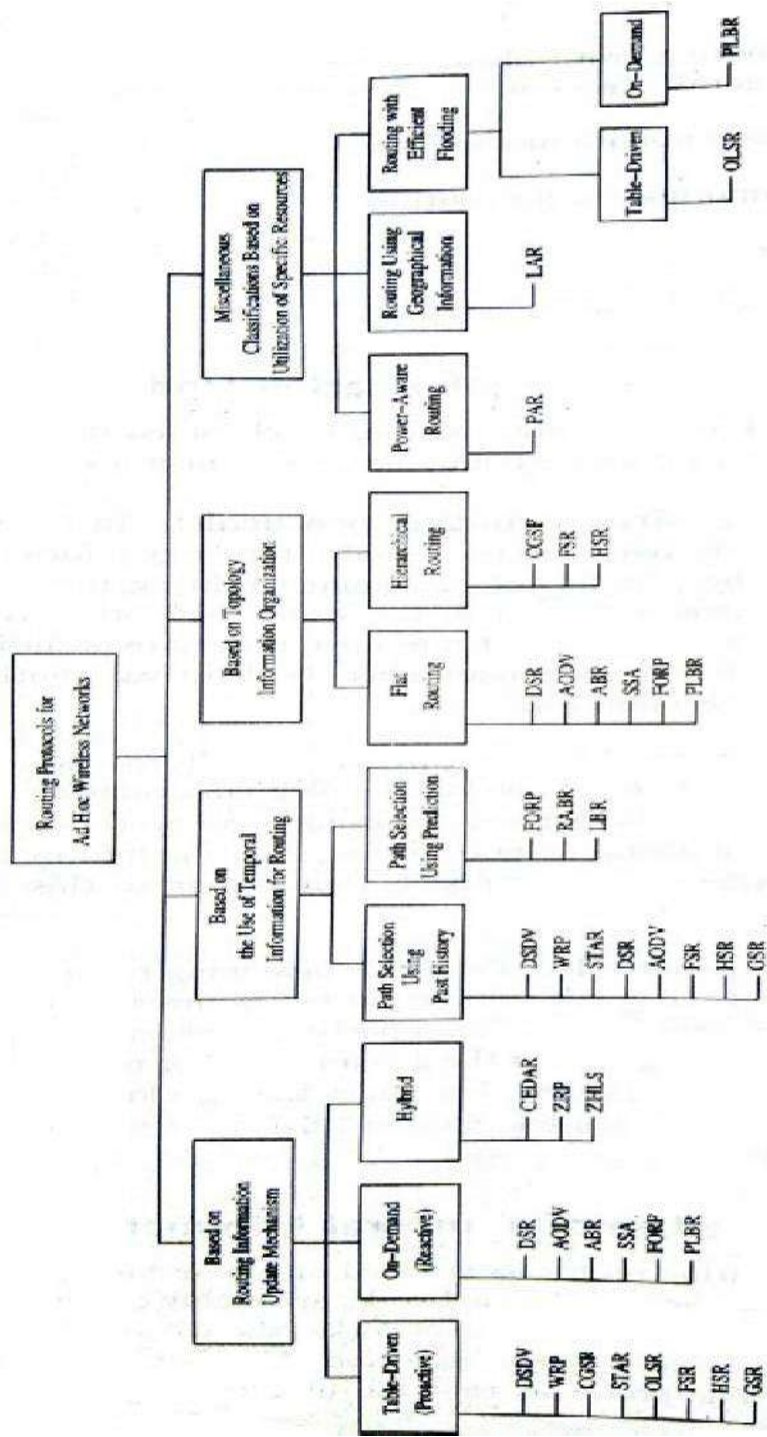 Routing Protocols for
Ad Hoc Wireless Networks
Based on
Routing Information
Update Mechanism
Based on
the Use of Temporal
Information for Routing
Based on Topology
Information Organization
Miscellaneous
Classifications Based on
Utilization of Specific Resources
Table-Driven
(Proactive)
DSDV
WRP
CGSR
STAR
OLSR
FSR
HSR
GSR
On-Demand
(Reactive)
DSR
AODV
ABR
SSA
FORP
PLBR
Hybrid
CEDAR
ZRP
ZHLS
Path Selection
Using
Past History
DSDV
WRP
STAR
DSR
AODV
FSR
HSR
GSR
Path Selection
Using Prediction
FORP
RABR
LBR
Flat
Routing
DSR
AODV
ABR
SSA
FORP
PLBR
Hierarchical
Routing
CGSR
FSR
HSR
Power-Aware
Routing
PAR
Routing Using
Geographical
Information
LAR
Routing with
Efficient
Flooding
Table-Driven
OLSR
On-Demand
PLBR